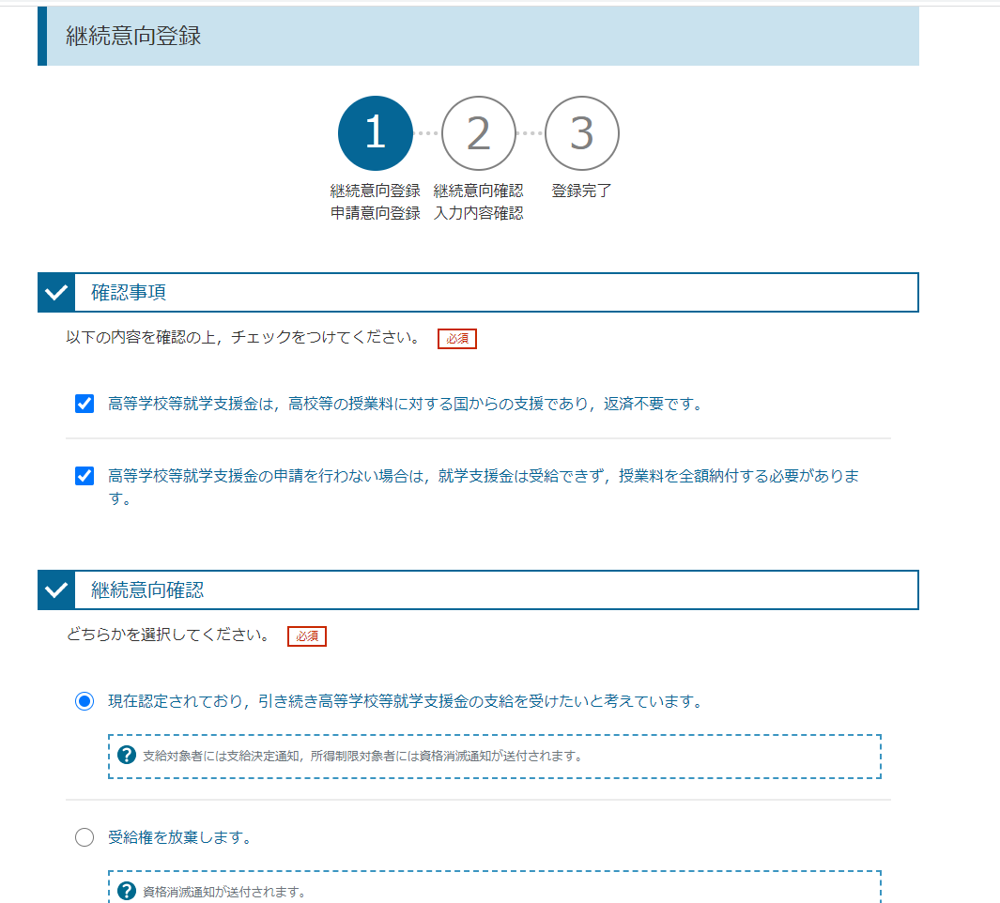 継続意向登録
1
2
3
継続意向登録
申請意向登録
継続意向確認
入力内容確認
登録完了
確認事項
以下の内容を確認の上，チェックをつけてください。 必須
高等学校等就学支援金は，高校等の授業料に対する国からの支援であり，返済不要です。
高等学校等就学支援金の申請を行わない場合は，就学支援金は受給できず，授業料を全額納付する必要がありま
す。
継続意向確認
どちらかを選択してください。 必須
現在認定されており，引き続き高等学校等就学支援金の支給を受けたいと考えています。
? 支給対象者には支給決定通知，所得制限対象者には資格消滅通知が送付されます。
受給権を放棄します。
? 資格消滅通知が送付されます。